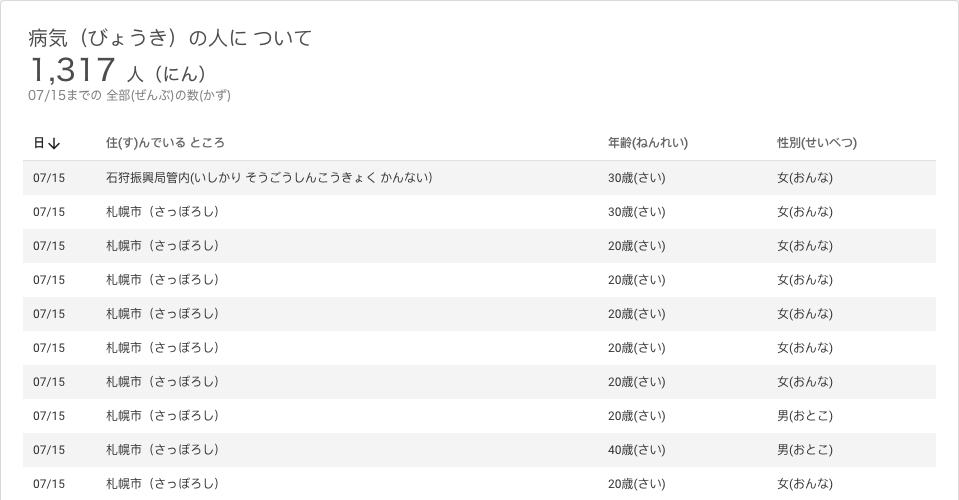 病気（びょうき）の人に ついて
1,317 人（にん）
07/15までの 全部(ぜんぶ)の数(かず)
日↓ 住(す)んでいる ところ 年齢(ねんれい) 性別(せいべつ)
07/15 石狩振興局管内(いしかり そうごうしんこうきょく かんない） 30歳(さい) 女(おんな)
07/15 札幌市（さっぽろし） 30歳(さい) 女(おんな)
07/15 札幌市（さっぽろし） 20歳(さい) 女(おんな)
07/15 札幌市（さっぽろし） 20歳(さい) 女(おんな)
07/15 札幌市（さっぽろし） 20歳(さい) 女(おんな)
07/15 札幌市（さっぽろし） 20歳(さい) 女(おんな)
07/15 札幌市（さっぽろし） 20歳(さい) 女(おんな)
07/15 札幌市（さっぽろし） 20歳(さい) 男(おとこ)
07/15 札幌市（さっぽろし） 40歳(さい) 男(おとこ)
07/15 札幌市（さっぽろし） 20歳(さい) 女(おんな)